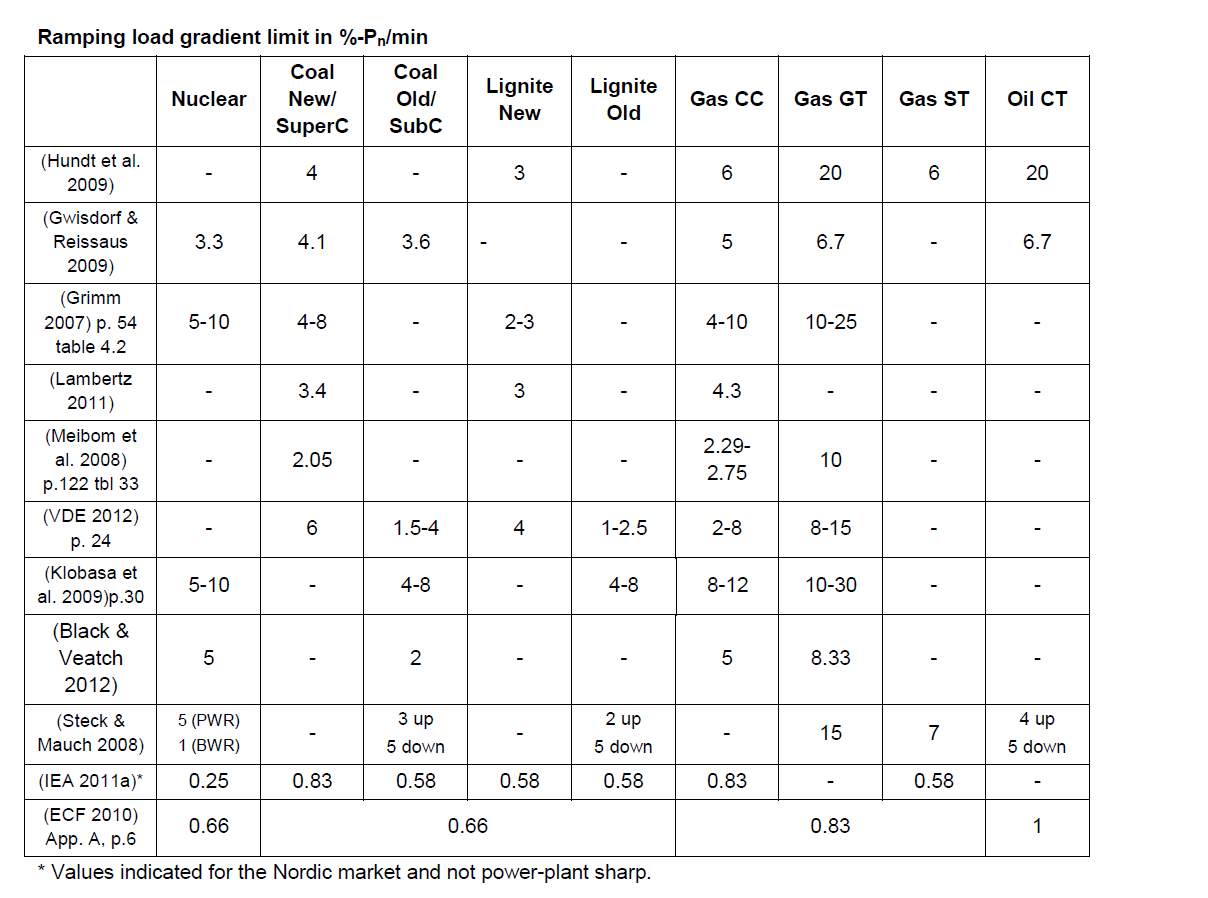 Ramping load gradient limit in %-Pn/min
Nuclear
Coal
New/
SuperC
Coal
Old/
SubC
Lignite
New
Lignite
Old
Gas CC
Gas GT
Gas ST
Oil CT
(Hundt et al.
2009)
- 4 - 3 - 6 20 6 20
(Gwisdorf &
Reissaus
2009)
3.3 4.1 3.6 - - 5 6.7 - 6.7
(Grimm
2007) p. 54
table 4.2
5-10 4-8 - 2-3 - 4-10 10-25 - -
(Lambertz
2011)
- 3.4 - 3 - 4.3 - - -
(Meibom et
al. 2008)
p.122 tbl 33
- 2.05 - - - 
2.29-
2.75
10 - -
(VDE 2012)
p. 24
- 6 1.5-4 4 1-2.5 2-8 8-15 - -
(Klobasa et
al. 2009)p.30
5-10 - 4-8 - 4-8 8-12 10-30 - -
(Black &
Veatch
2012)
5 - 2 - - 5 8.33 - -
(Steck &
Mauch 2008)
5 (PWR)
1 (BWR)
-
3 up
5 down
-
2 up
5 down
- 15 7
4 up
5 down
(IEA 2011a)* 0.25 0.83 0.58 0.58 0.58 0.83 - 0.58 -
(ECF 2010)
App. A, p.6
0.66 0.66 0.83 1
* Values indicated for the Nordic market and not power-plant sharp.